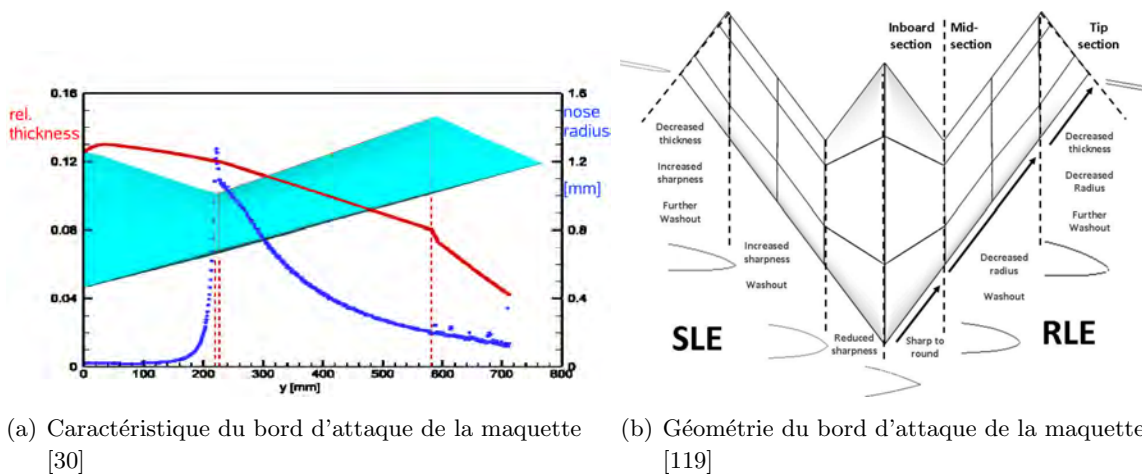 rel.
thickness
0.16
0.12
0.08
0.04
0
1.6
nose
radius
1.2
[mm]
0.8
0.4
0
0
100
200
300
400
500
600
700
800
y [mm]
(a) Caractéristique du bord d'attaque de la maquette
[30]
Inboard
section
Mid-
section
Tip
section
Decreased
thickness
Increased
sharpness
Further
Washout
Increased
sharpness
Washout
Reduced
sharpness
SLE
Sharp to
round
Decreased
radius
Washout
Decreased
thickness
Decreased
Radius
Further
Washout
RLE
(b) Géométrie du bord d'attaque de la maquette
[119]